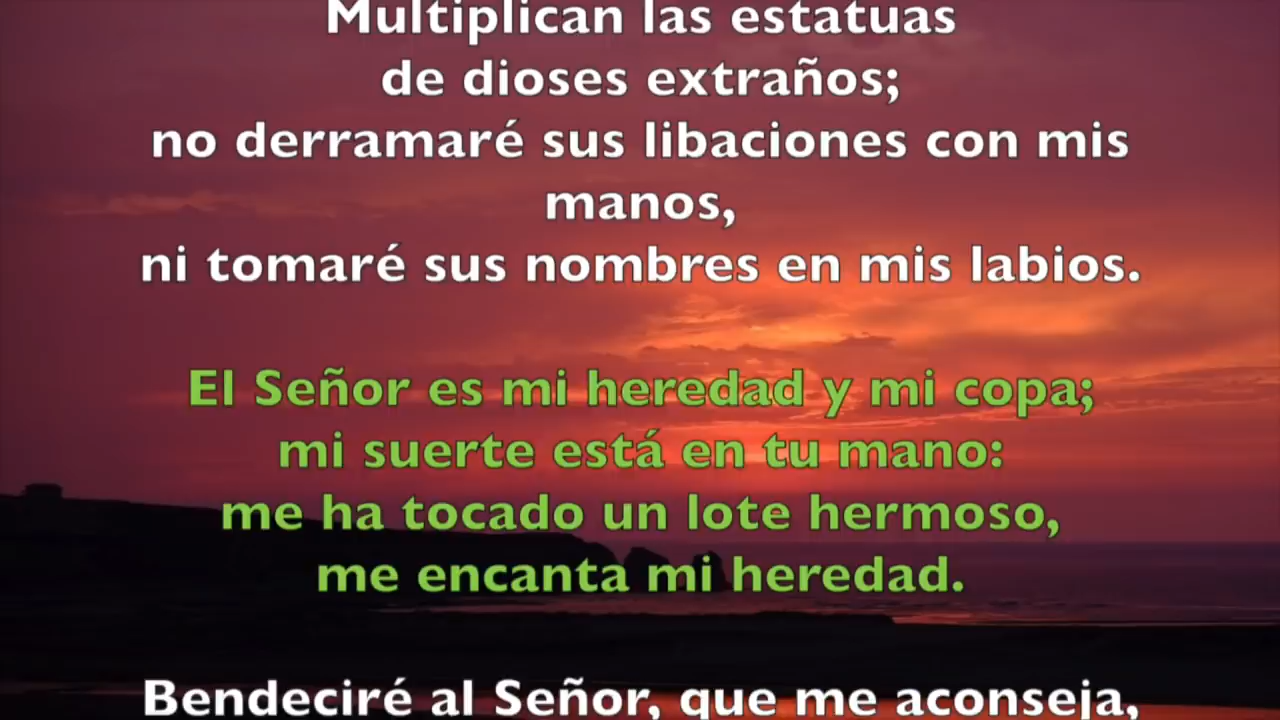 Multiplican las estatuas
de dioses extraños;
no derramaré sus libaciones con mis
manos,
ni tomaré sus nombres en mis labios.
El Señor es mi heredad y mi copa;
mi suerte está en tu mano:
me ha tocado un lote hermoso,
me encanta mi heredad.
Bendeciré al Señor, que me aconseja,